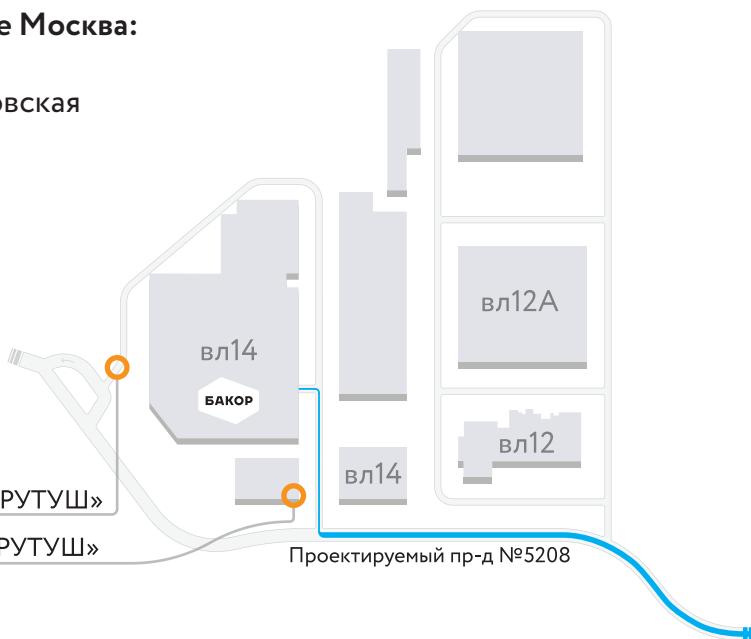 е Москва:
овская
вл12А
вл14
БАКОР
вл12
вл14
РУТУШ»
РУТУШ»
Проектируемый пр-д №5208